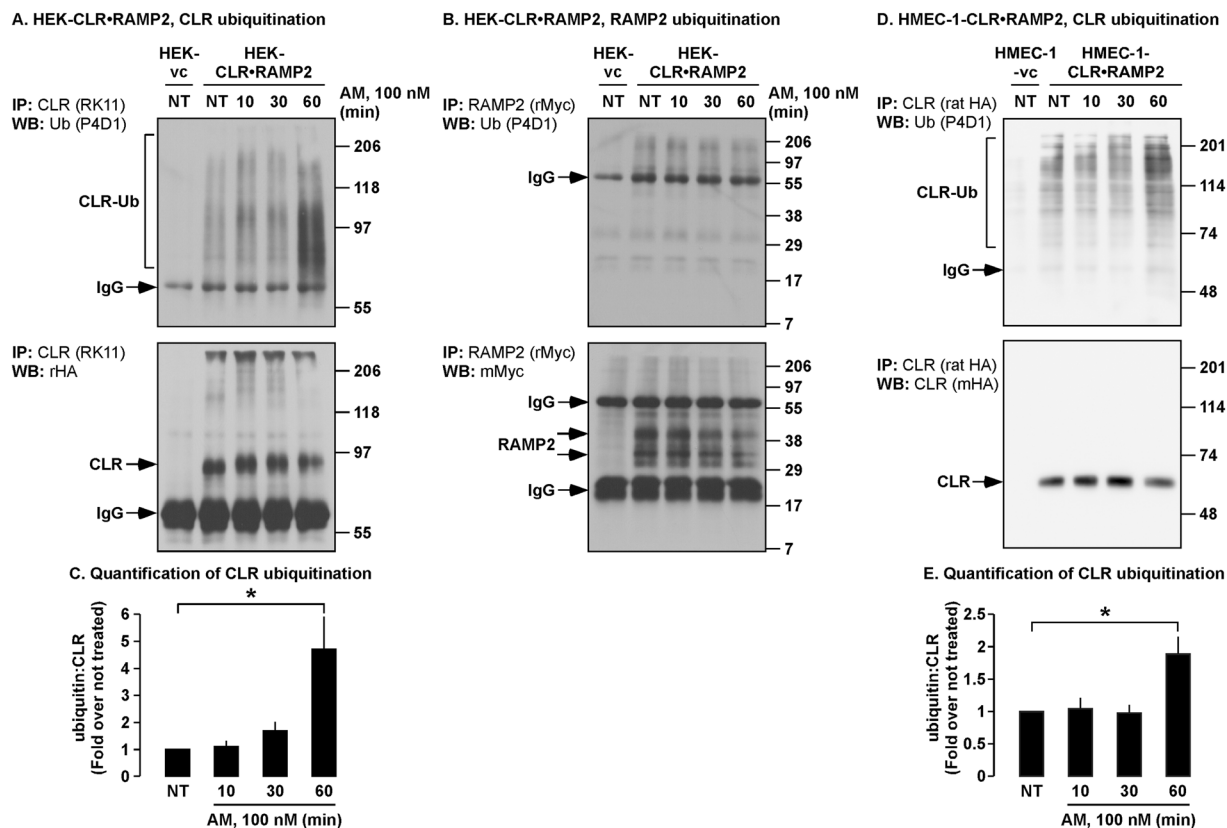 A. HEK-CLR•RAMP2, CLR ubiquitination
HEK-
vc
HEK-
CLR•RAMP2
IP: CLR (RK11)
WB: Ub (P4D1)
NT NT 10 30 60
AM, 100 nM
(min)
CLR-Ub
IgG
206
118
97
55
IP: CLR (RK11)
WB: rHA
CLR
IgG
206
118
97
55
B. HEK-CLR•RAMP2, RAMP2 ubiquitination
HEK-
vc
HEK-
CLR•RAMP2
IP: RAMP2 (rMyc)
WB: Ub (P4D1)
NT NT 10 30 60
AM, 100 nM
(min)
IgG
206
97
55
38
29
17
7
IP: RAMP2 (rMyc)
WB: mMyc
IgG
RAMP2
IgG
206
97
55
38
29
17
7
D. HMEC-1-CLR•RAMP2, CLR ubiquitination
HMEC-1
-vc
HMEC-1-
CLR•RAMP2
IP: CLR (rat HA)
WB: Ub (P4D1)
NT NT 10 30 60
AM, 100 nM
(min)
CLR-Ub
IgG
201
114
74
48
IP: CLR (rat HA)
WB: CLR (mHA)
CLR
201
114
74
48
C. Quantification of CLR ubiquitination
ubiquitin:CLR
(Fold over not treated)
6
5
4
3
2
1
0
*
NT 10 30 60
AM, 100 nM (min)
E. Quantification of CLR ubiquitination
ubiquitin:CLR
(Fold over not treated)
2.5
2
1.5
1
0.5
0
*
NT 10 30 60
AM, 100 nM (min)